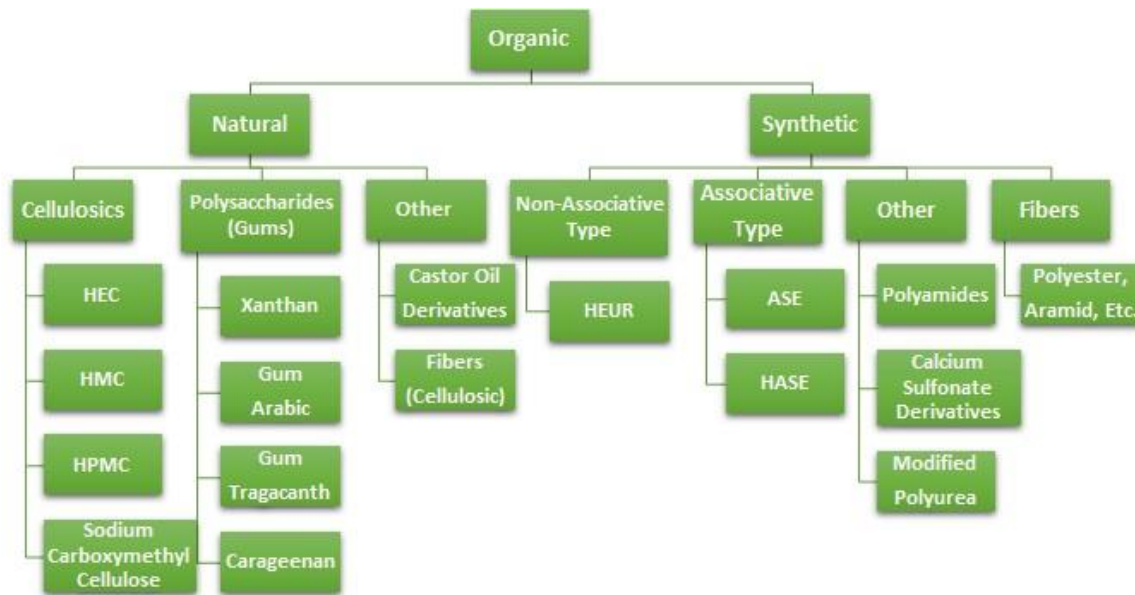 Organic
Natural
Synthetic
Cellulosics
Polysaccharides
(Gums)
Other
Non-Associative
Type
Associative
Type
Other
Fibers
HEC
HMC
HPMC
Sodium
Carboxymethyl
Cellulose
Xanthan
Gum
Arabic
Gum
Tragacanth
Carageenan
Castor Oil
Derivatives
Fibers
(Cellulosic)
HEUR
ASE
HASE
Polyamides
Calcium
Sulfonate
Derivatives
Modified
Polyurea
Polyester,
Aramid, Etc.